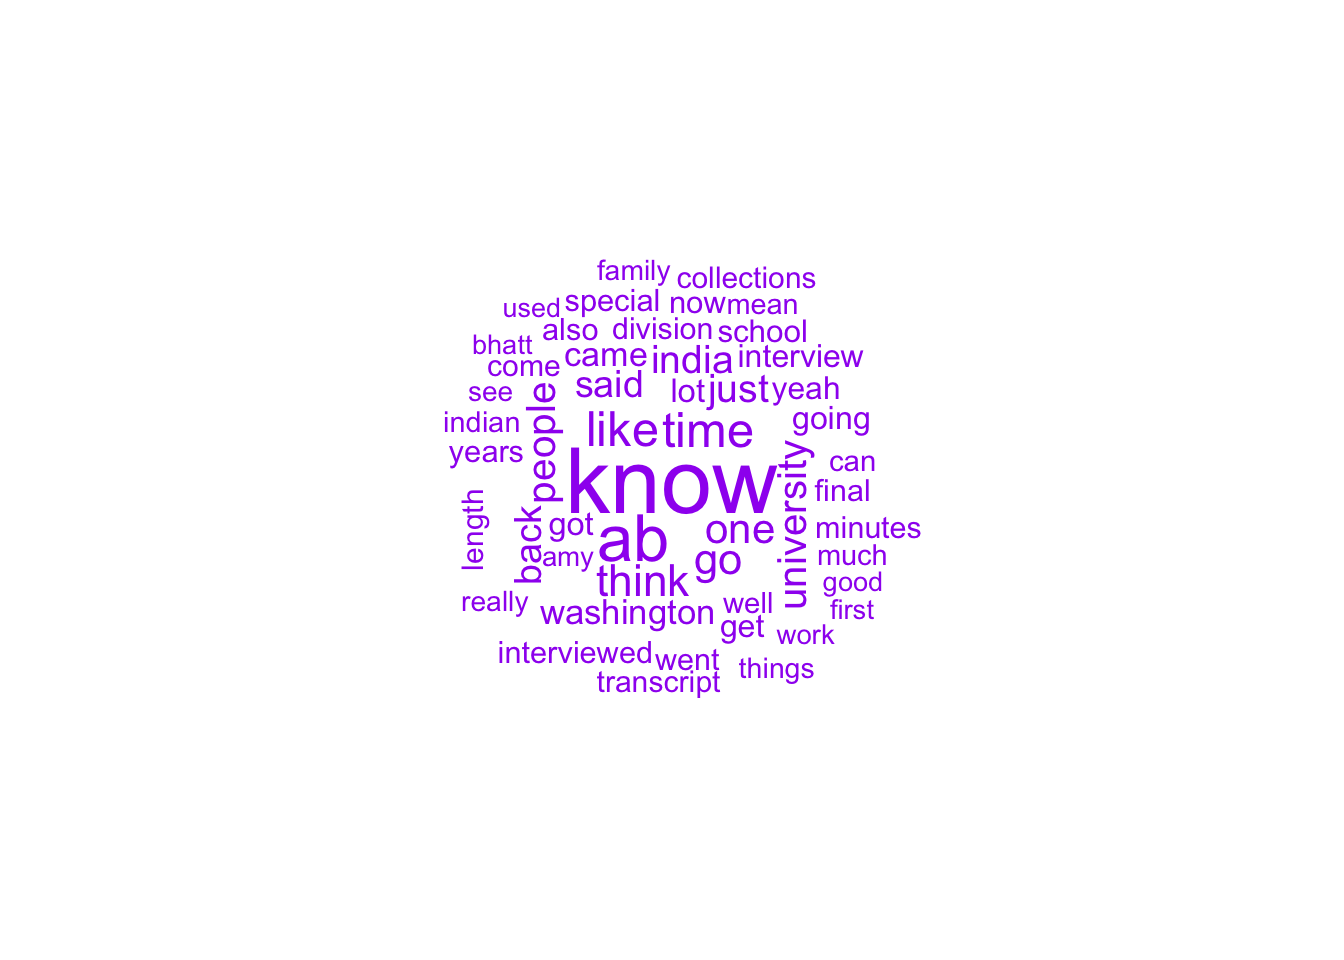 family
collections
used
special
now
mean
also
division
school
bhatt
came
india
interview
come
said
lot
just
yeah
see
people
indian
like
time
going
years
know
university
can
final
length
back
got
ab
one
minutes
amy
go
much
think
good
really
washington
well
first
get
work
interviewed
went
things
transcript